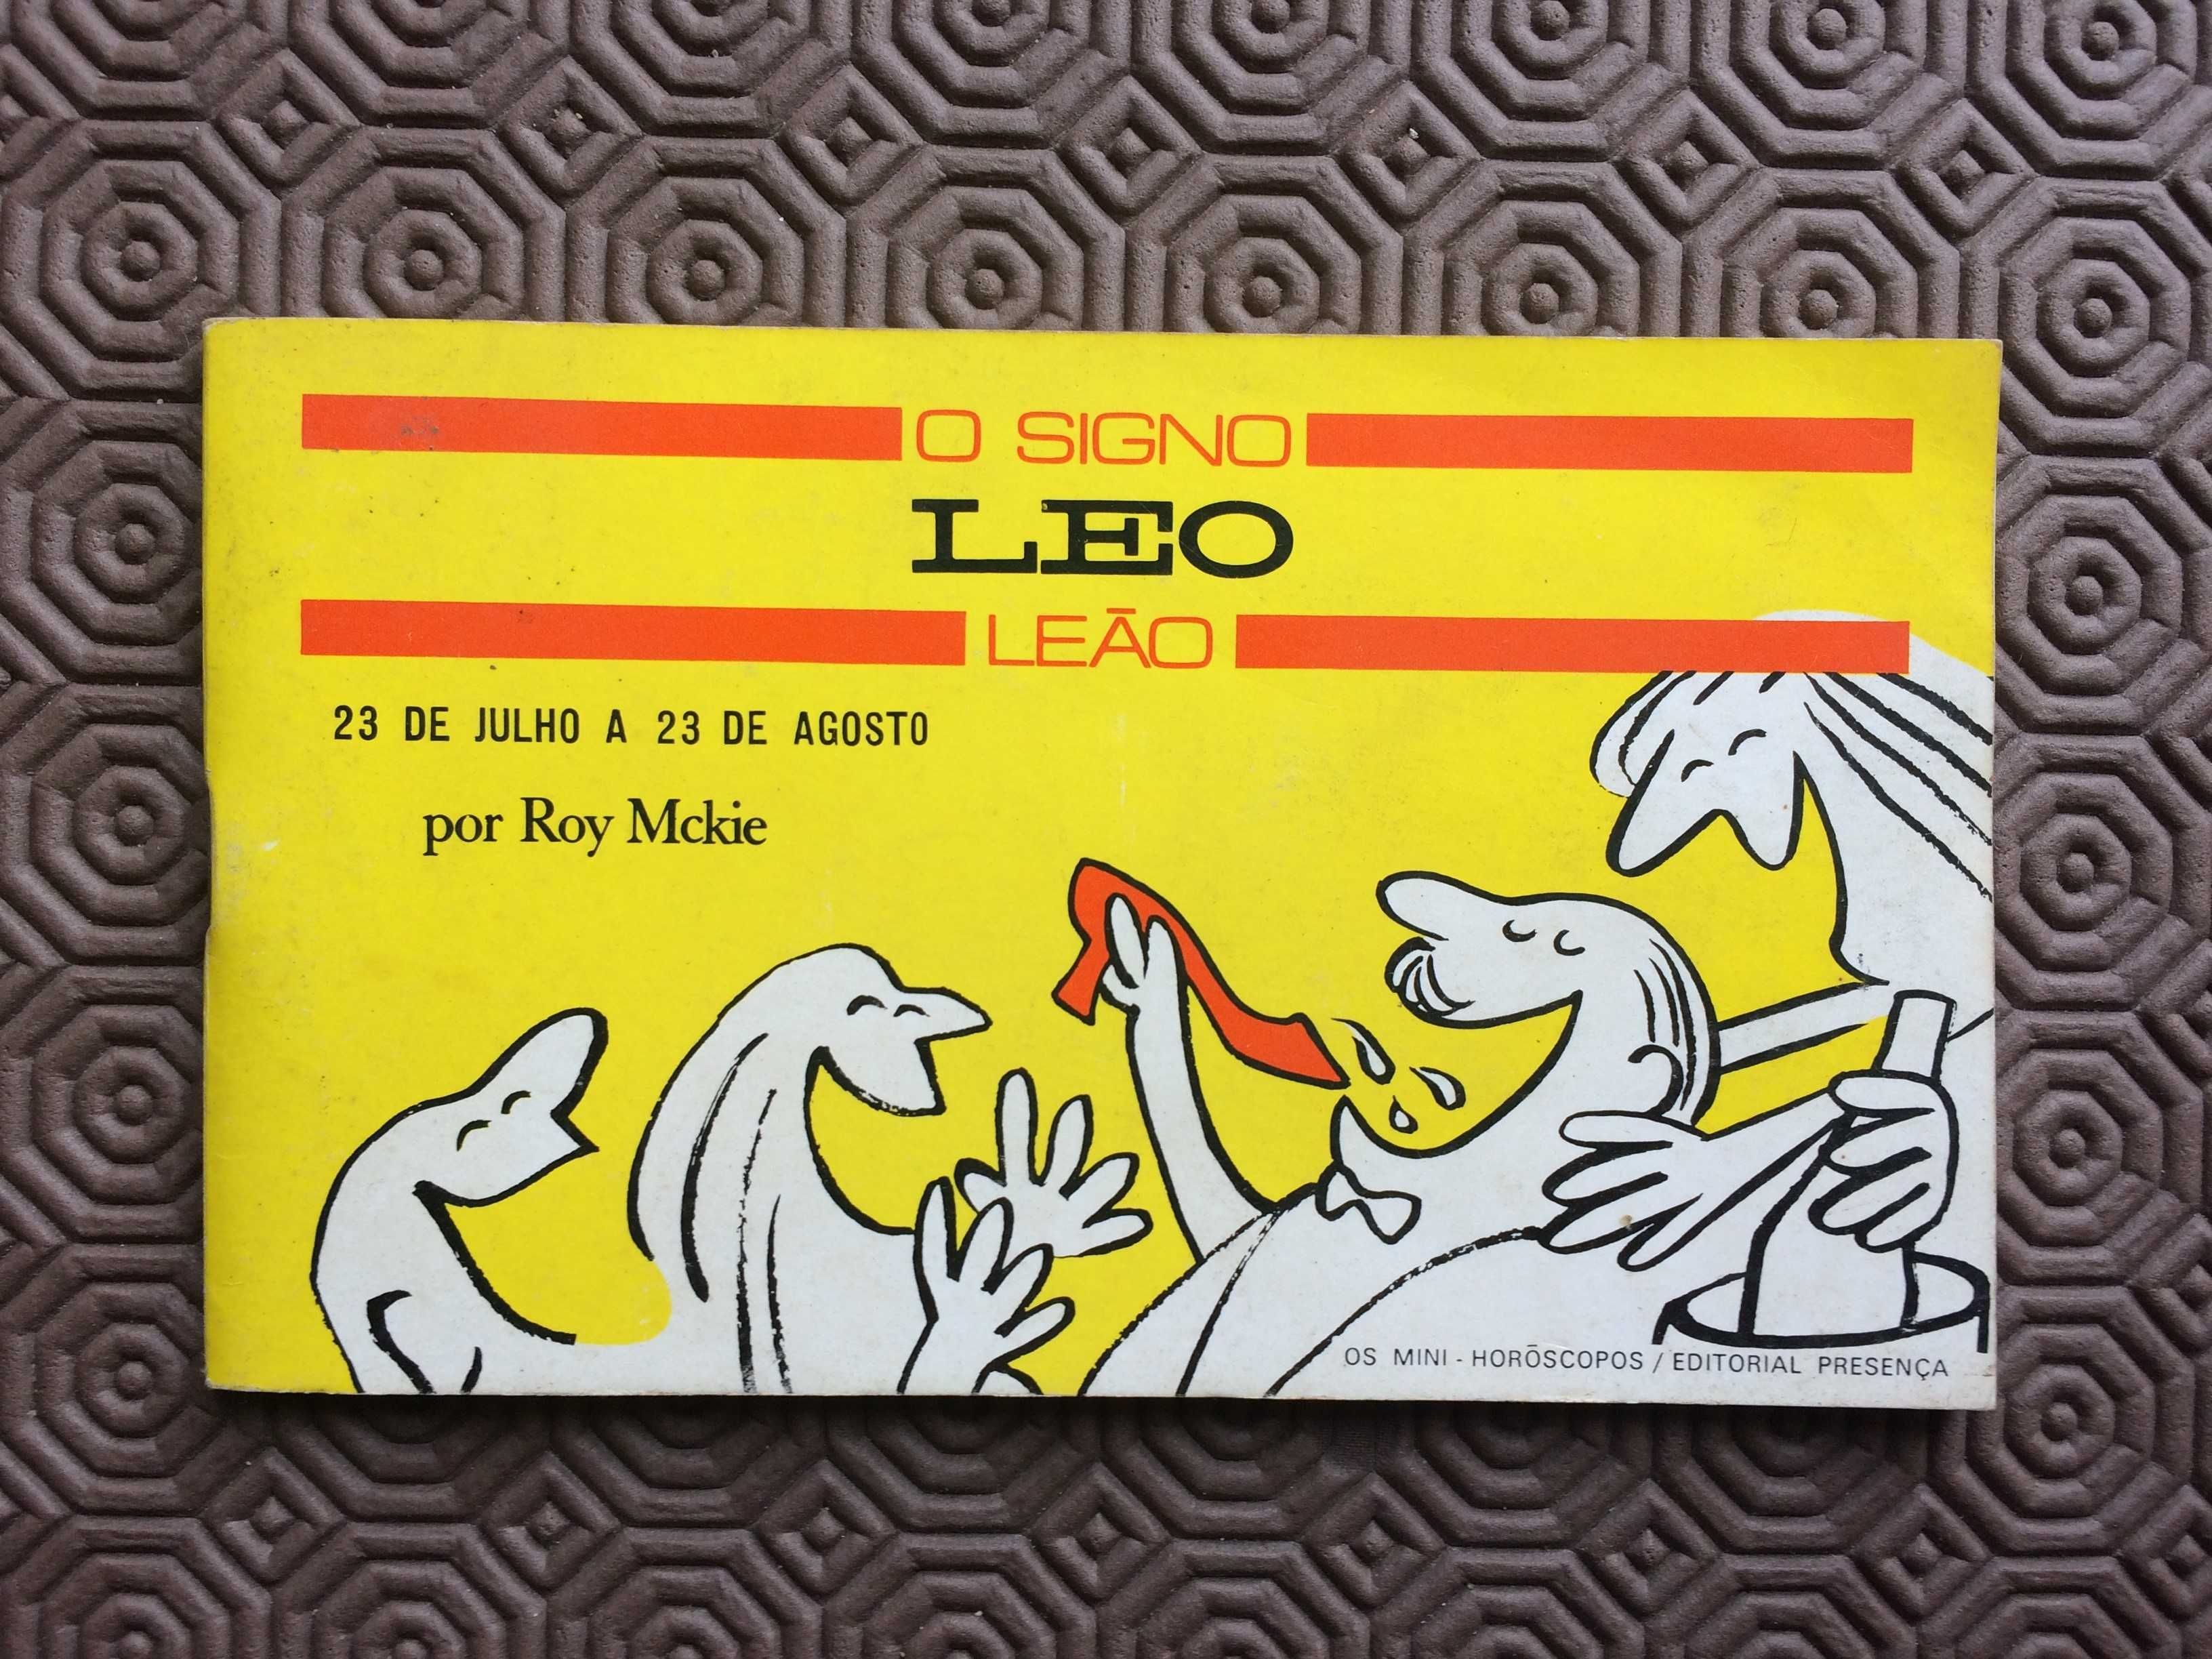 O SIGNO
LEO
LEÃO
23 DE JULHO A 23 DE AGOSTO
por Roy Mckie
OS MINI - HORÓSCOPOS / EDITORIAL PRESENÇA